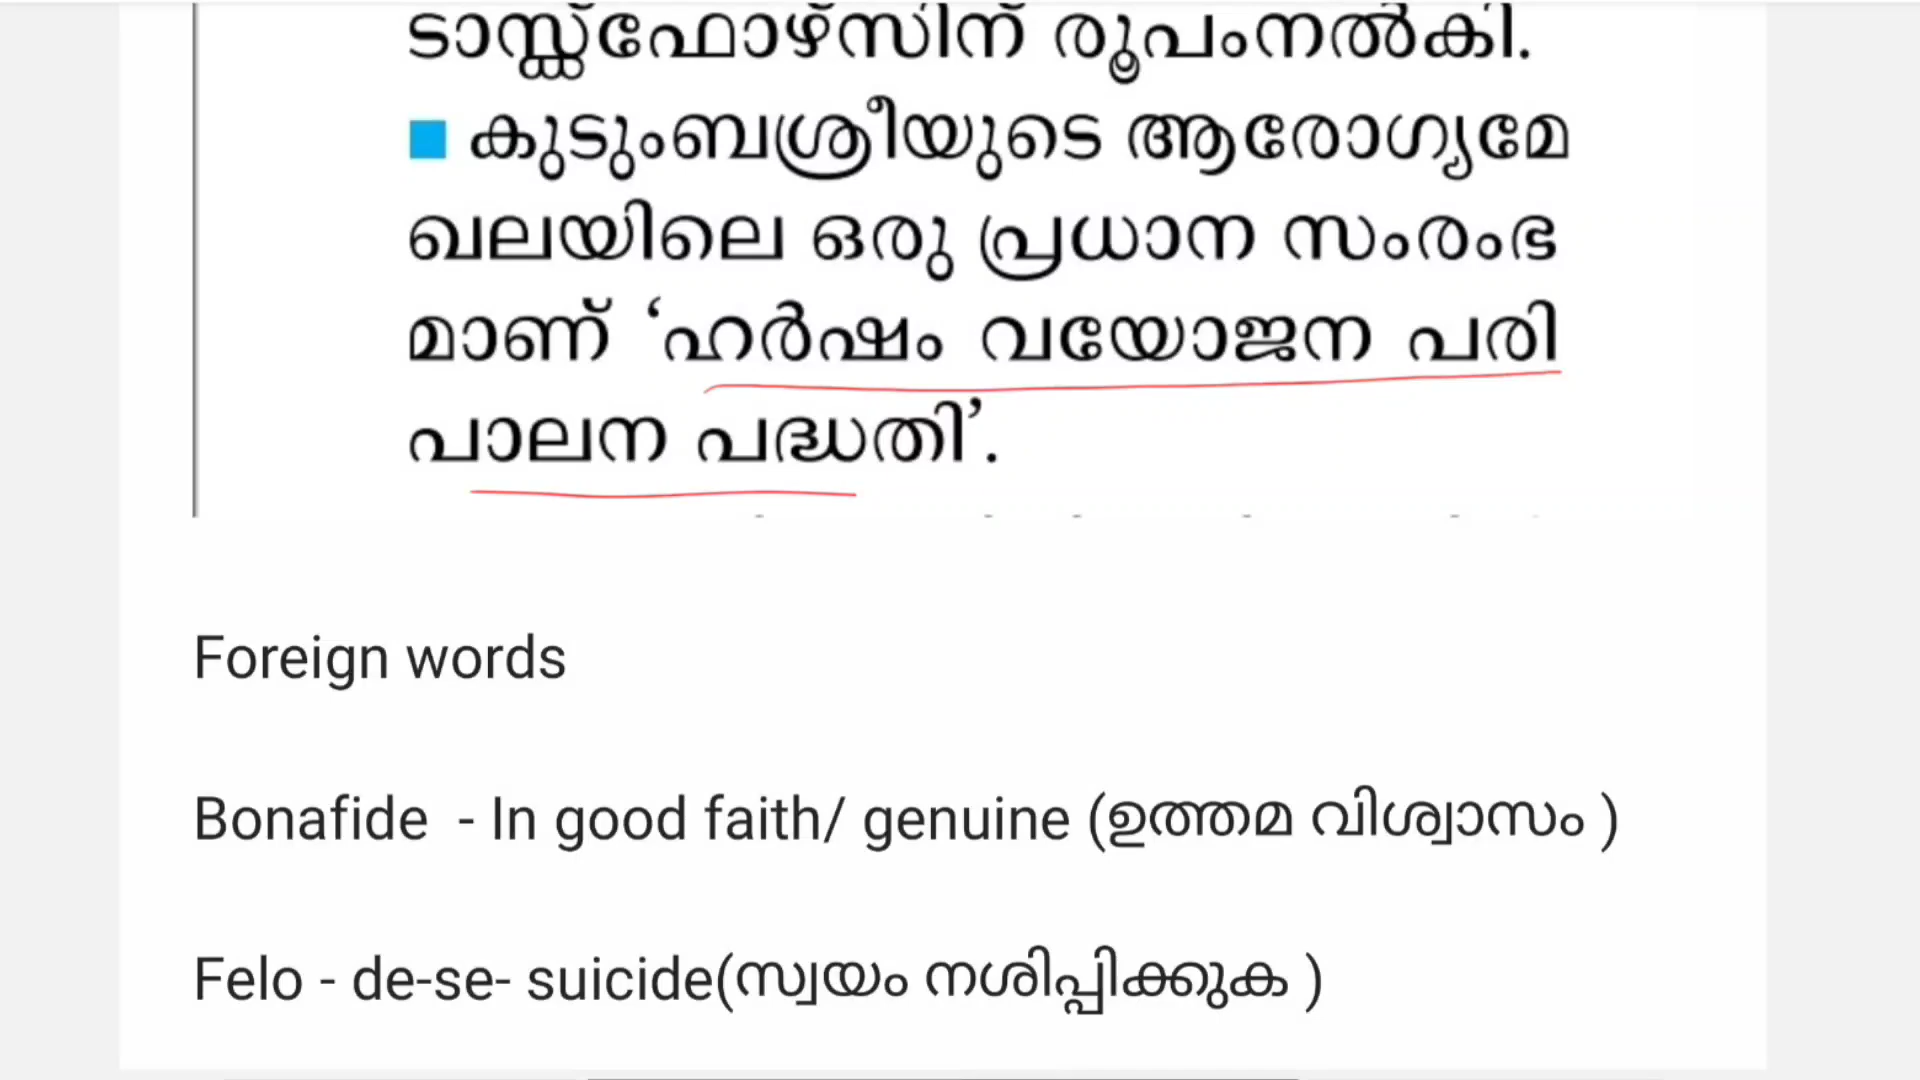 ടാസ്ക്ഫോഴ്സിന് രൂപംനൽകി.
കുടുംബശ്രീയുടെ ആരോഗ്യമേ
ഖലയിലെ ഒരു പ്രധാന സംരംഭ
മാണ് ‘ഹർഷം വയോജന പരി
പാലന പദ്ധതി’.
Foreign words
Bonafide - In good faith/ genuine (ഉത്തമ വിശ്വാസം )
Felo - de-se- suicide(സ്വയം നശിപ്പിക്കുക )